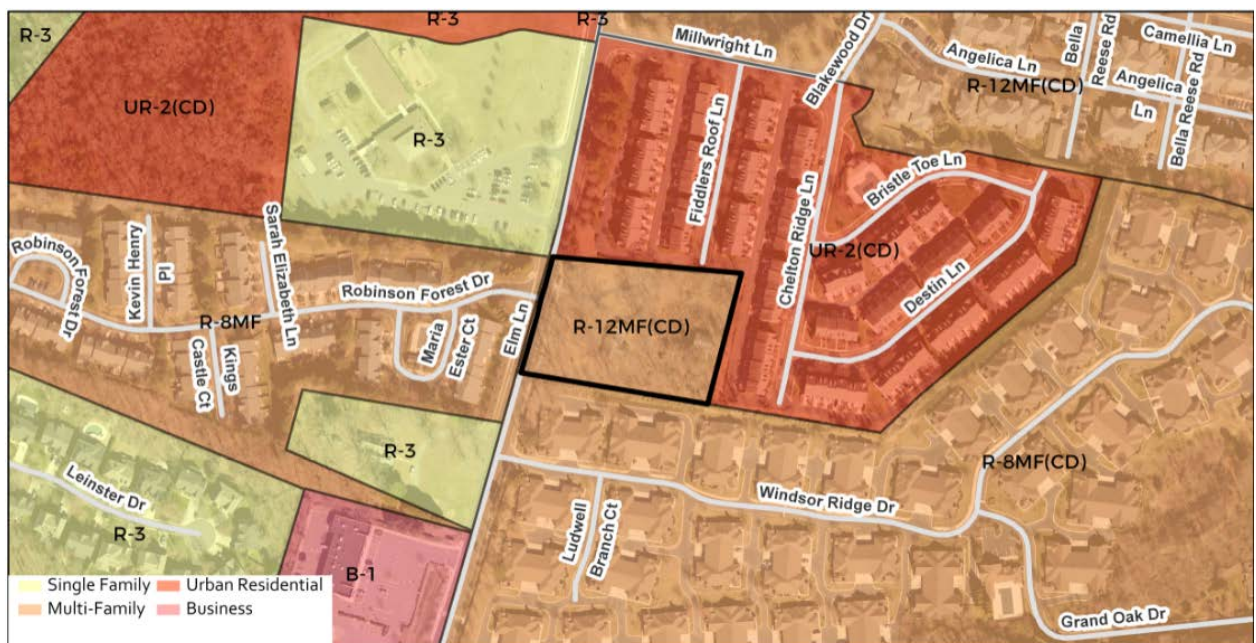 R-3
R-3
R-3
UR-2(CD)
R-3
Millwright Ln
Blakewood Dr
Angelica Ln
Bella
Reese Rd
Camellia Ln
R-12MF(CD)
Angelica
Ln
Bella Reese Rd
Fiddlers Roof Ln
Chelton Ridge Ln
Bristle Toe Ln
UR-2(CD)
Destin Ln
Robinson
Forest Dr
Kevin Henry
Pl
Sarah Elizabeth Ln
Robinson Forest Dr
R-8MF
Kings
Castle Ct
Maria
Ester Ct
Elm Ln
R-12MF(CD)
R-3
Leinster Dr
R-3
B-1
Ludwell
Branch Ct
Windsor Ridge Dr
R-8MF(CD)
Grand Oak Dr
Single Family
Urban Residential
Multi-Family
Business